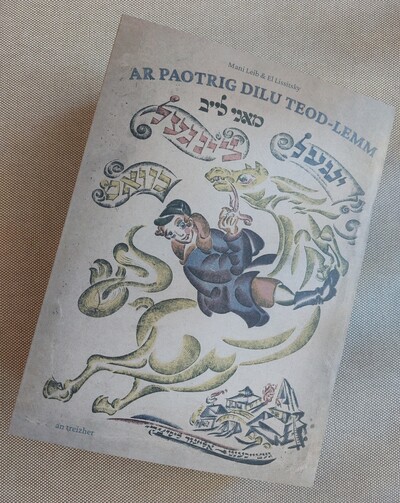 Mani Leib & El Lissitzky
AR PAOTRIG DILU TEOD-LEMM
מאני לייב
יינגל
צינגל
כוואט
an treizher